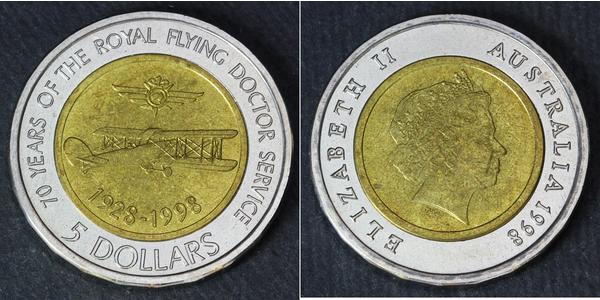 70 YEARS OF THE ROYAL FLYING DOCTOR SERVICE
1928-1998
5 DOLLARS
ELIZABETH II AUSTRALIA 1998